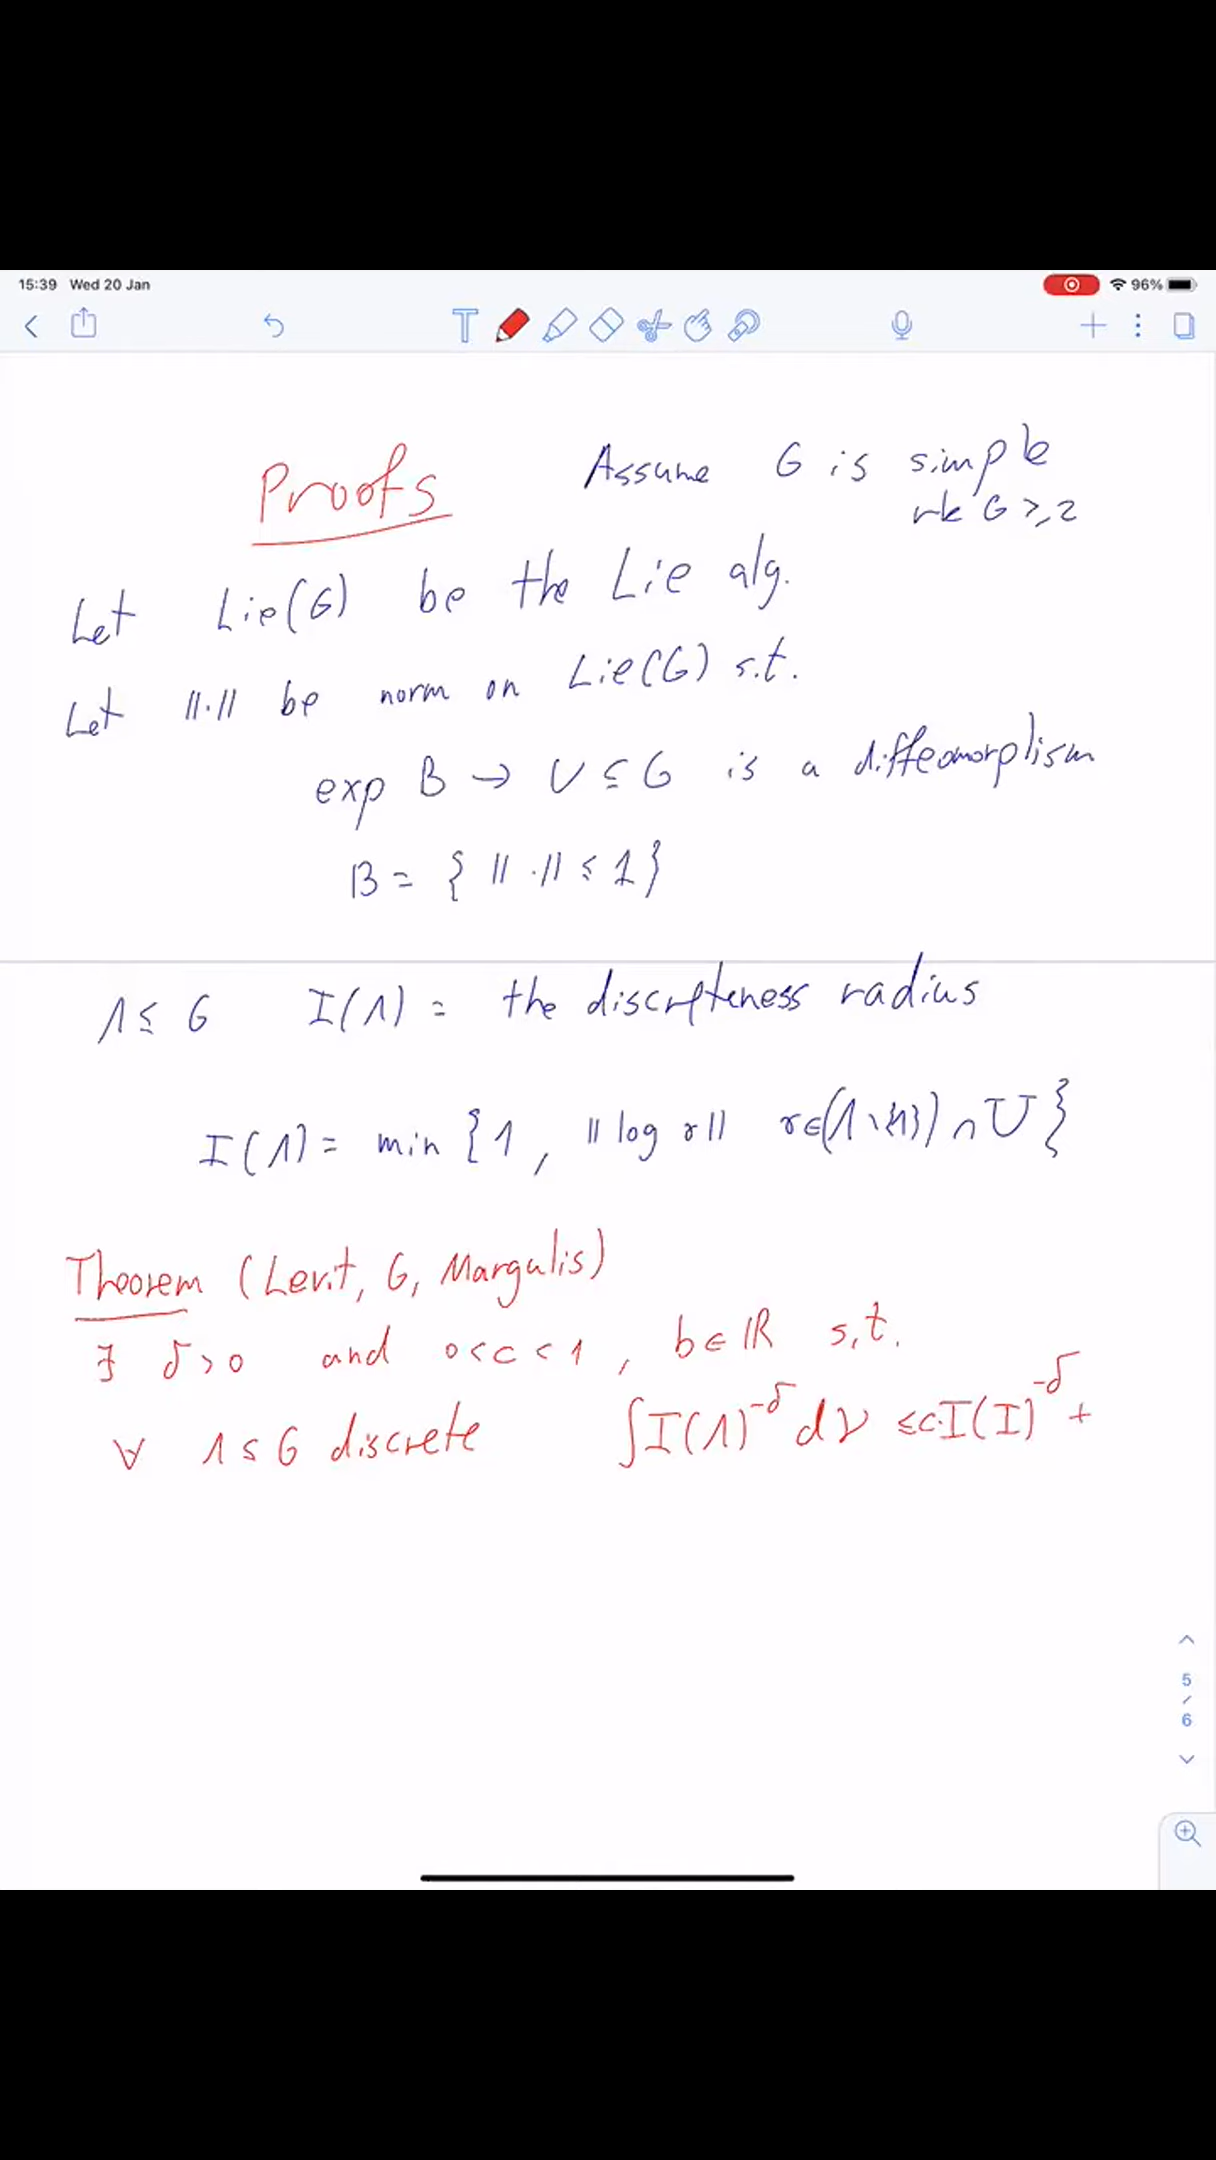 15:39 Wed 20 Jan 96%
Proofs Assume G is simple
rk G ≥ 2
Let Lie(G) be the Lie alg.
Let ||·|| be norm on Lie(G) s.t.
exp B → U ⊆ G is a diffeomorphism
B = { || · || ≤ 1 }
Λ ≤ G I(Λ) = the discreteness radius
I(Λ) = min { 1 , || log γ || γ∈(Λ\{1}) ∩ U }
Theorem (Levit, G, Margulis)
∃ δ > 0 and 0 < c < 1 , b ∈ ℝ s.t.
∀ Λ ≤ G discrete ∫ I(Λ)^{-δ} dν ≤ c·I(I)^{-δ} +
5
/
6